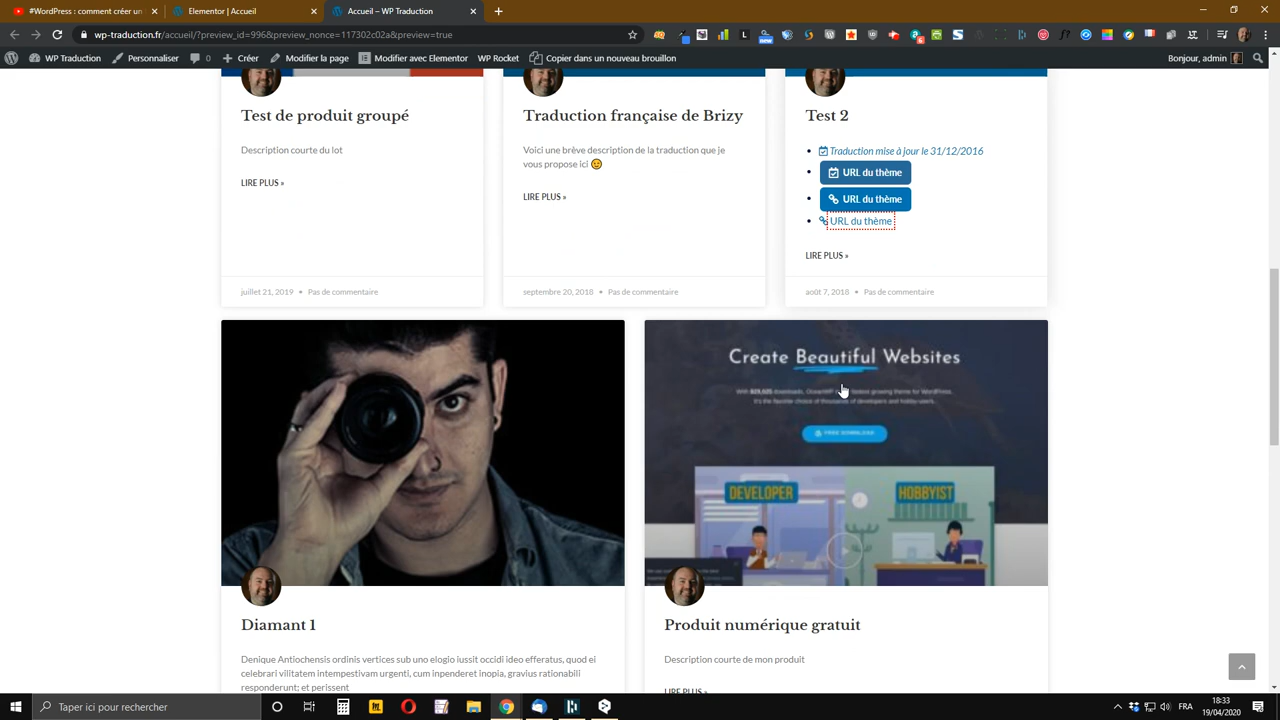 #WordPress : comment créer un
Elementor
Accueil – WP Traduction
wp-traduction.fr/accueil/?preview_id=996&preview_nonce=117302c02a&preview=true
new
WP Traduction
Personnaliser
0
Créer
Modifier la page
Modifier avec Elementor
WP Rocket
Copier dans un nouveau brouillon
Bonjour, admin
Test de produit groupé
Description courte du lot
LIRE PLUS »
juillet 21, 2019 • Pas de commentaire
Traduction française de Brizy
Voici une brève description de la traduction que je
vous propose ici 😉
LIRE PLUS »
septembre 20, 2018 • Pas de commentaire
Test 2
Traduction mise à jour le 31/12/2016
URL du thème
URL du thème
URL du thème
LIRE PLUS »
août 7, 2018 • Pas de commentaire
Diamant 1
Denique Antiochensis ordinis vertices sub uno elogio iussit occidi ideo efferatus, quod ei
celebrari vilitatem intempestivam urgenti, cum inpenderet inopia, gravius rationabili
responderunt; et perissent
Create Beautiful Websites
DEVELOPER
HOBBYIST
Produit numérique gratuit
Description courte de mon produit
LIRE PLUS »
Taper ici pour rechercher
FRA
18:33
19/04/2020